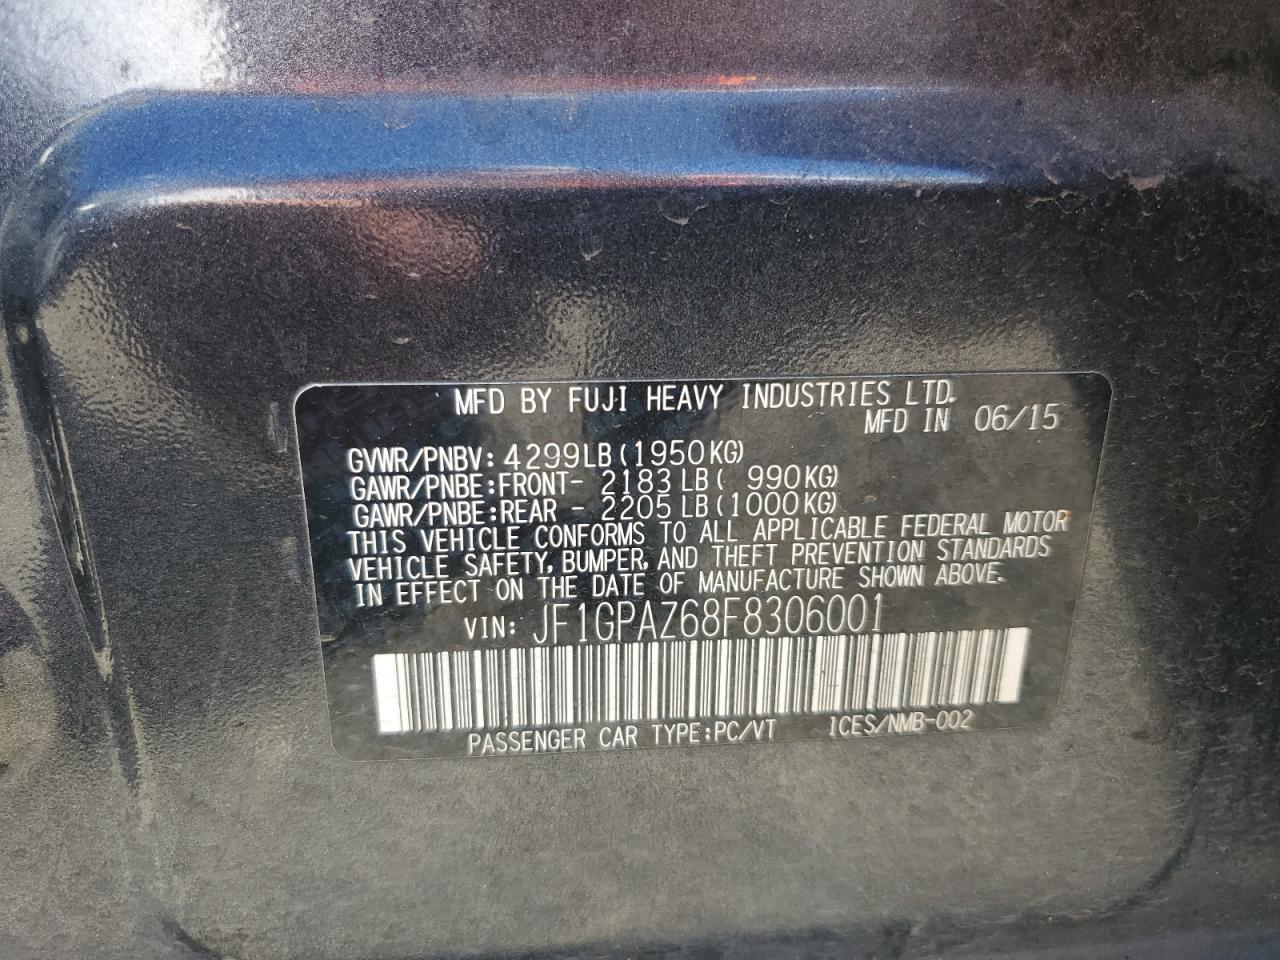 MFD BY FUJI HEAVY INDUSTRIES LTD.
MFD IN 06/15
GVWR/PNBV: 4299LB(1950KG)
GAWR/PNBE:FRONT- 2183LB( 990KG)
GAWR/PNBE:REAR - 2205LB(1000KG)
THIS VEHICLE CONFORMS TO ALL APPLICABLE FEDERAL MOTOR
VEHICLE SAFETY, BUMPER, AND THEFT PREVENTION STANDARDS
IN EFFECT ON THE DATE OF MANUFACTURE SHOWN ABOVE.
VIN: JF1GPAZ68F8306001
PASSENGER CAR TYPE:PC/VT ICES/NMB-002